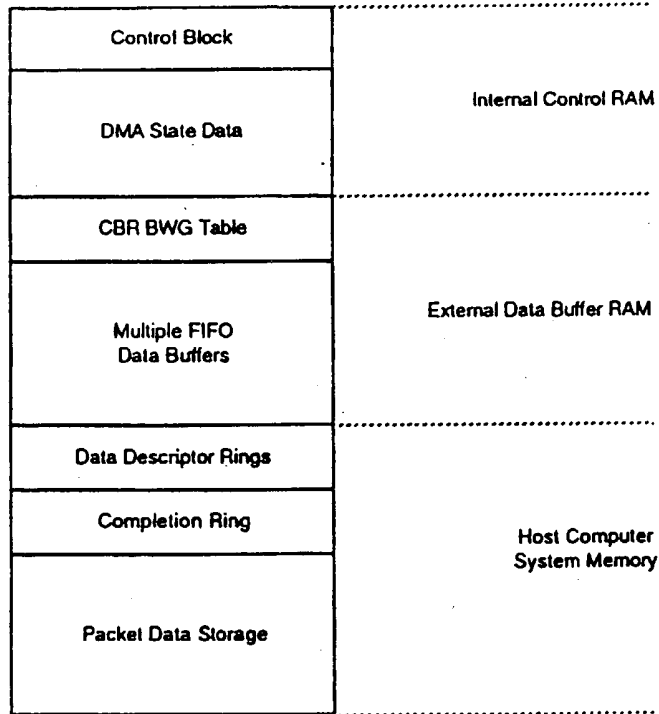 Control Block
Internal Control RAM
DMA State Data
CBR BWG Table
External Data Buffer RAM
Multiple FIFO
Data Buffers
Data Descriptor Rings
Completion Ring
Host Computer
System Memory
Packet Data Storage